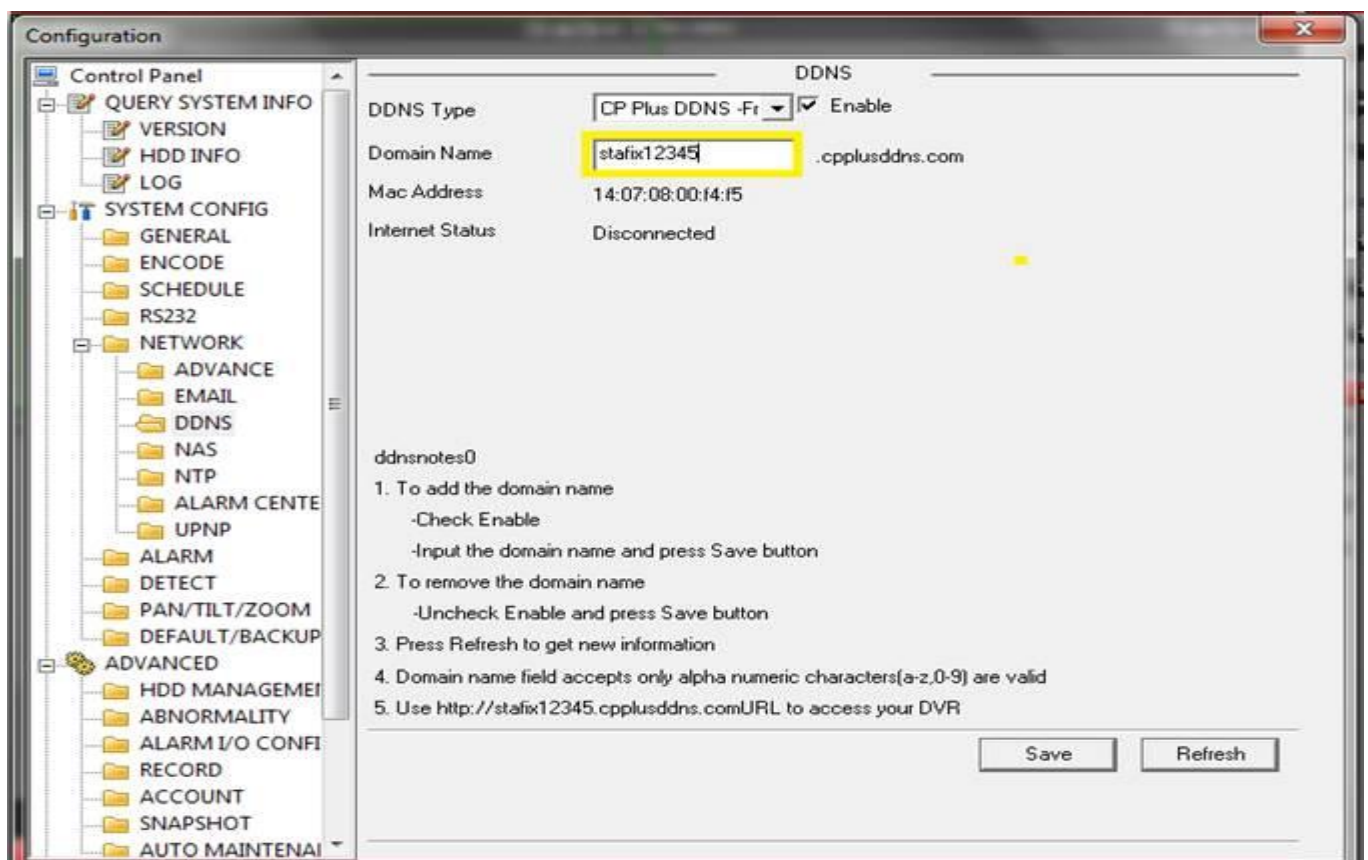 Configuration
Control Panel
QUERY SYSTEM INFO
VERSION
HDD INFO
LOG
SYSTEM CONFIG
GENERAL
ENCODE
SCHEDULE
RS232
NETWORK
ADVANCE
EMAIL
DDNS
NAS
NTP
ALARM CENTE
UPNP
ALARM
DETECT
PAN/TILT/ZOOM
DEFAULT/BACKUP
ADVANCED
HDD MANAGEMEI
ABNORMALITY
ALARM I/O CONFI
RECORD
ACCOUNT
SNAPSHOT
AUTO MAINTENAI
DDNS
DDNS Type CP Plus DDNS -Fr Enable
Domain Name stafix12345 .cpplusddns.com
Mac Address 14:07:08:00:f4:f5
Internet Status Disconnected
ddnsnotes0
1. To add the domain name
-Check Enable
-Input the domain name and press Save button
2. To remove the domain name
-Uncheck Enable and press Save button
3. Press Refresh to get new information
4. Domain name field accepts only alpha numeric characters(a-z,0-9) are valid
5. Use http://stafix12345.cpplusddns.comURL to access your DVR
Save Refresh